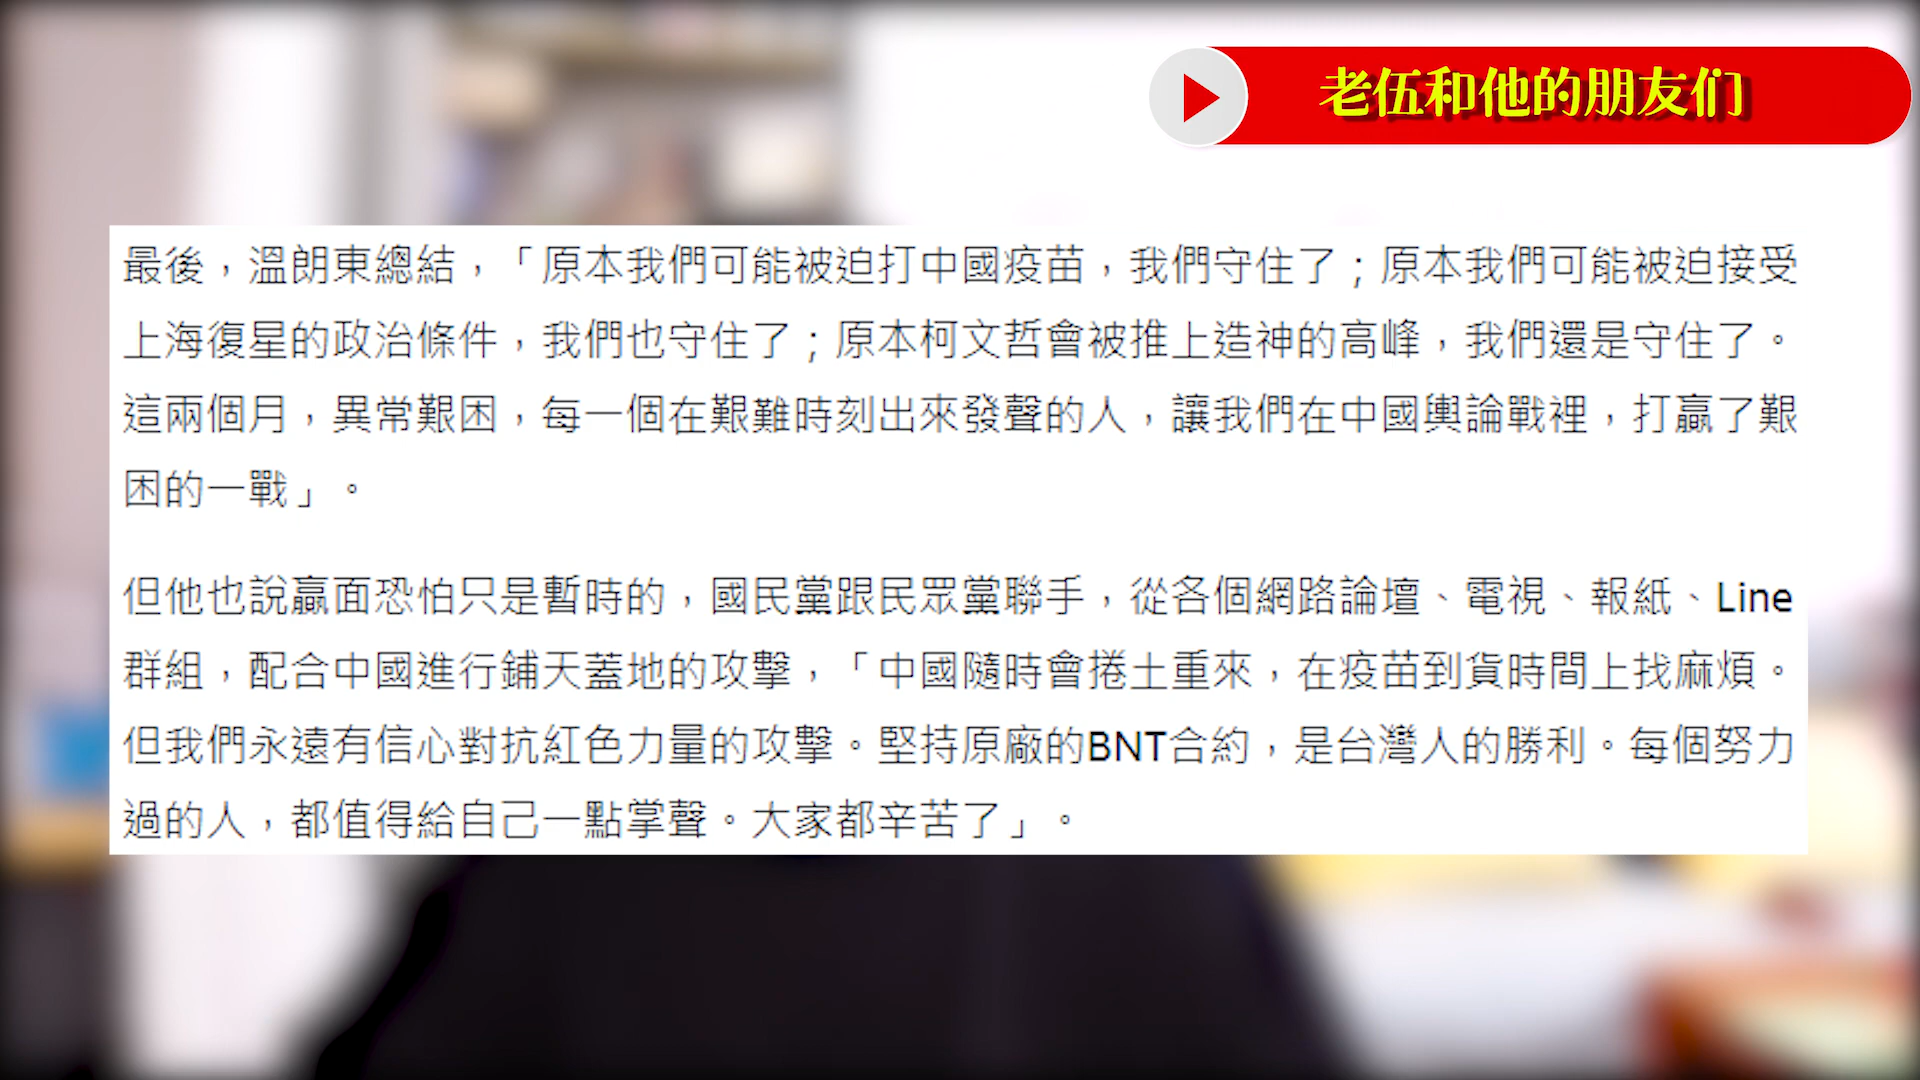 老伍和他的朋友们
最後，溫朗東總結，「原本我們可能被迫打中國疫苗，我們守住了；原本我們可能被迫接受
上海復星的政治條件，我們也守住了；原本柯文哲會被推上造神的高峰，我們還是守住了。
這兩個月，異常艱困，每一個在艱難時刻出來發聲的人，讓我們在中國輿論戰裡，打贏了艱
困的一戰」。
但他也說贏面恐怕只是暫時的，國民黨跟民眾黨聯手，從各個網路論壇、電視、報紙、Line
群組，配合中國進行鋪天蓋地的攻擊，「中國隨時會捲土重來，在疫苗到貨時間上找麻煩。
但我們永遠有信心對抗紅色力量的攻擊。堅持原廠的BNT合約，是台灣人的勝利。每個努力
過的人，都值得給自己一點掌聲。大家都辛苦了」。